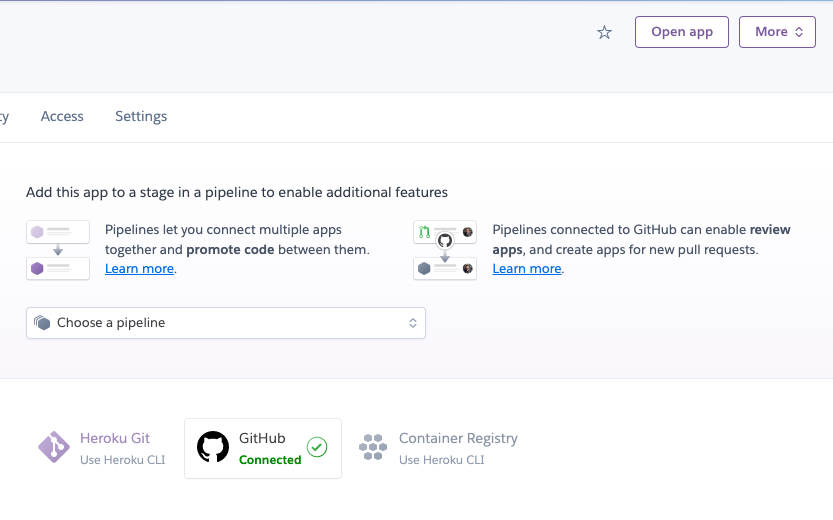 Open app
More
Access
Settings
Add this app to a stage in a pipeline to enable additional features
Pipelines let you connect multiple apps
together and promote code between them.
Learn more.
Pipelines connected to GitHub can enable review
apps, and create apps for new pull requests.
Learn more.
Choose a pipeline
Heroku Git
Use Heroku CLI
GitHub
Connected
Container Registry
Use Heroku CLI